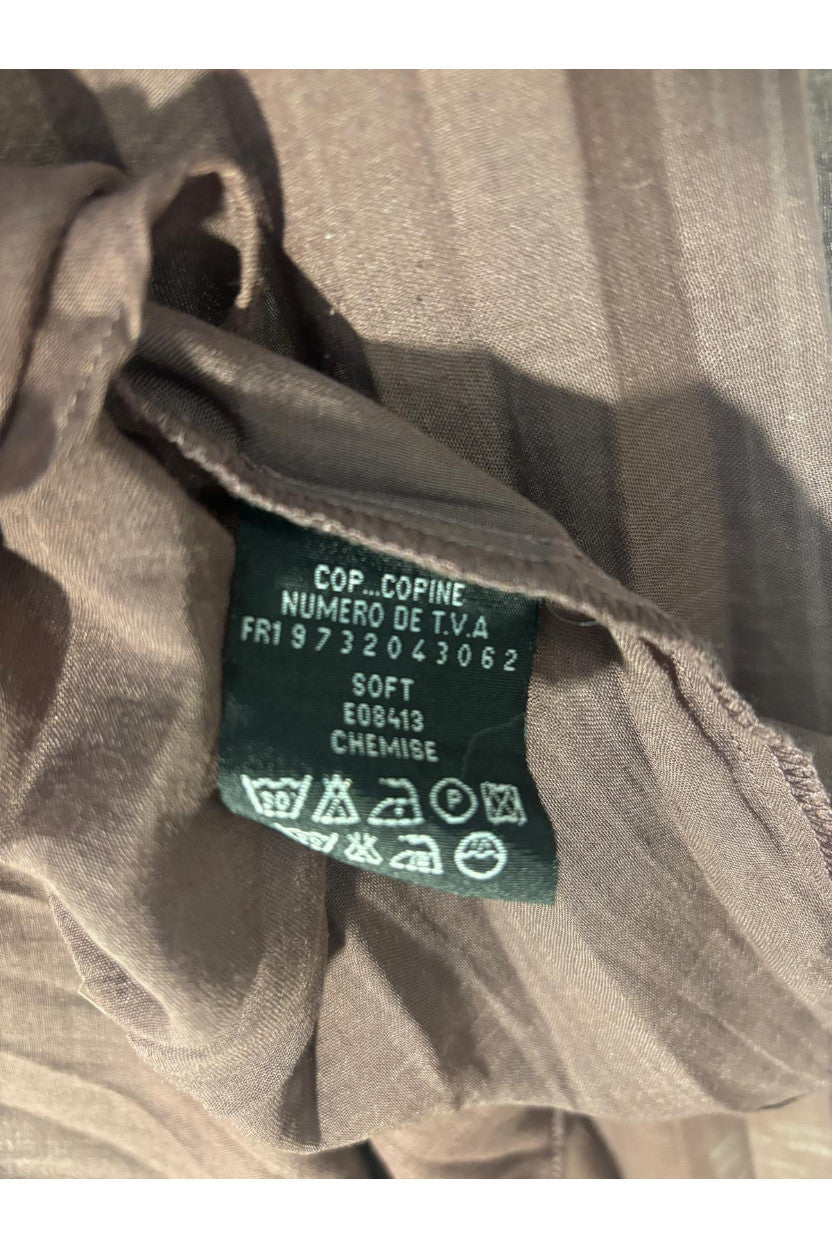 COP...COPINE
NUMERO DE T.V.A
FR19732043062
SOFT
E08413
CHEMISE
P